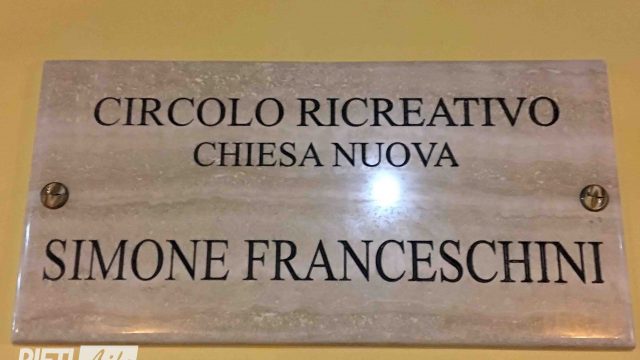 CIRCOLO RICREATIVO
CHIESA NUOVA
SIMONE FRANCESCHINI